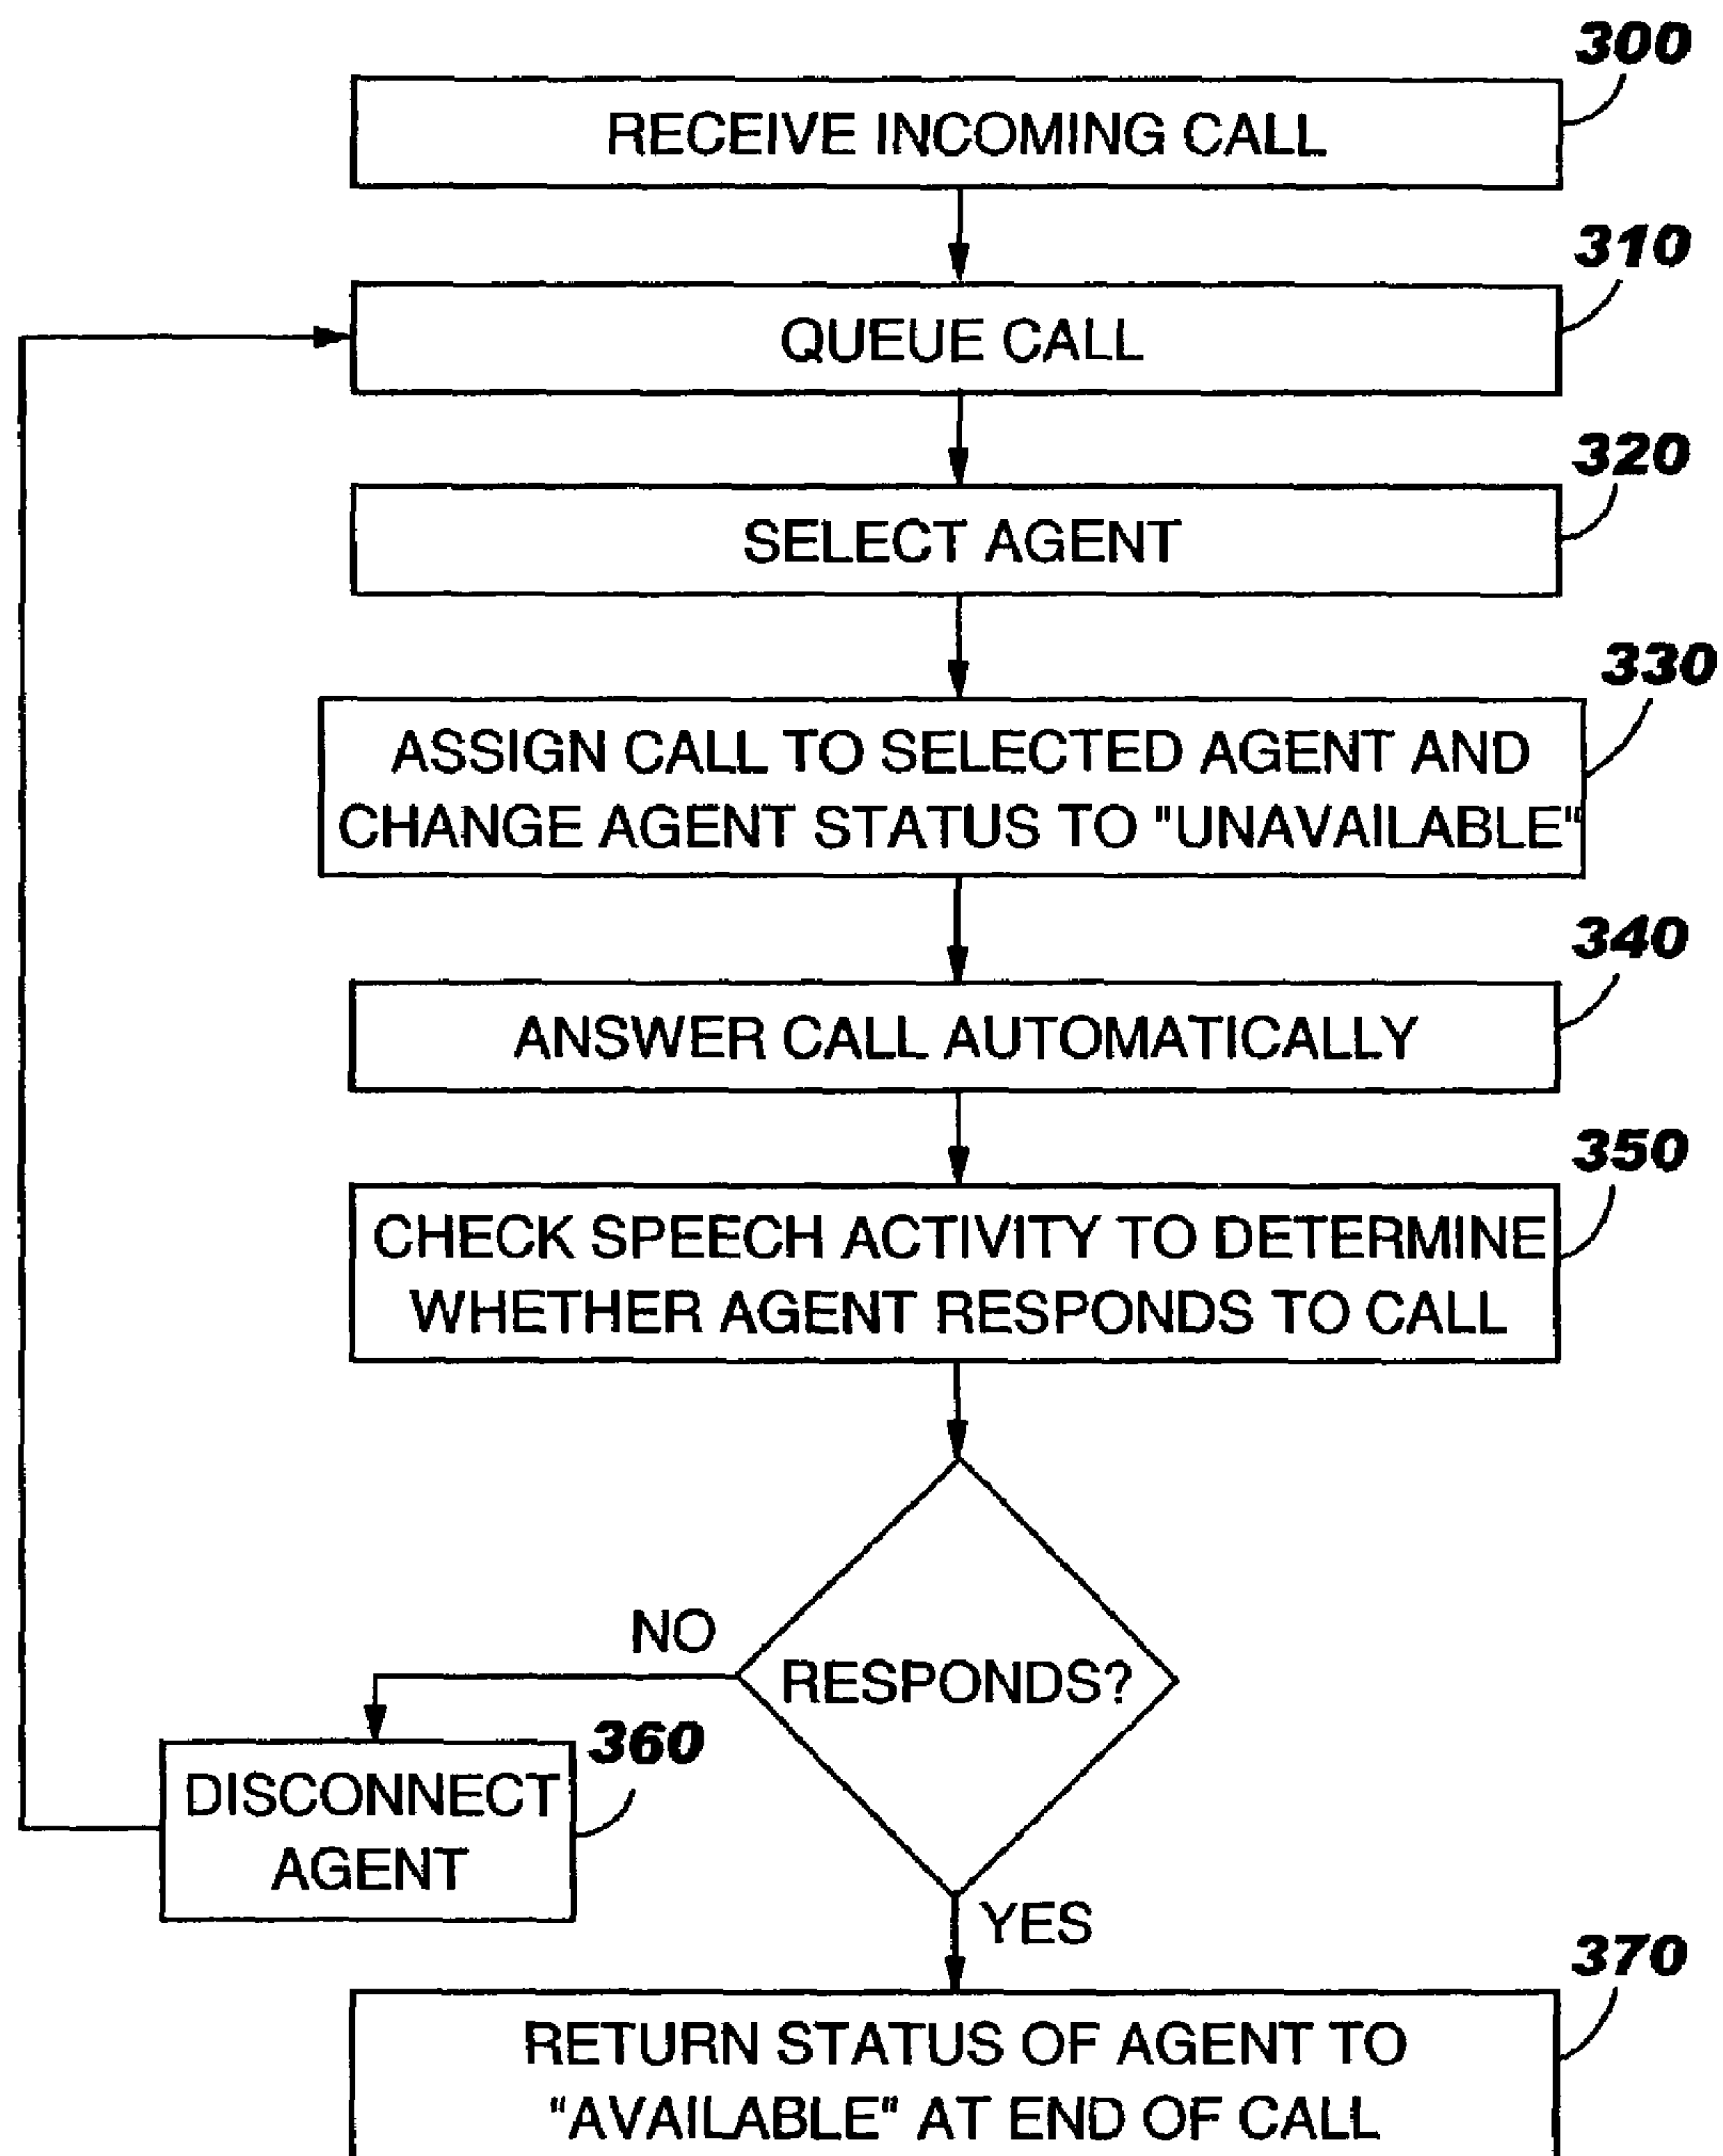 300
RECEIVE INCOMING CALL
310
QUEUE CALL
320
SELECT AGENT
330
ASSIGN CALL TO SELECTED AGENT AND
CHANGE AGENT STATUS TO "UNAVAILABLE"
340
ANSWER CALL AUTOMATICALLY
350
CHECK SPEECH ACTIVITY TO DETERMINE
WHETHER AGENT RESPONDS TO CALL
NO
RESPONDS?
360
DISCONNECT
AGENT
YES
370
RETURN STATUS OF AGENT TO
"AVAILABLE" AT END OF CALL